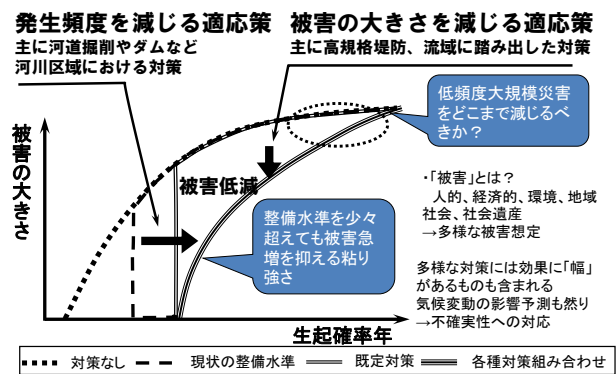 発生頻度を減じる適応策
主に河道掘削やダムなど
河川区域における対策
被害の大きさを減じる適応策
主に高規格堤防、流域に踏み出した対策
低頻度大規模災害
をどこまで減じるべ
きか？
被害の大きさ
被害低減
整備水準を少々
超えても被害急
増を抑える粘り
強さ
・「被害」とは？
人的、経済的、環境、地域
社会、社会遺産
→多様な被害想定
多様な対策には効果に「幅」
があるものも含まれる
気候変動の影響予測も然り
→不確実性への対応
生起確率年
対策なし 現状の整備水準 既定対策 各種対策組み合わせ